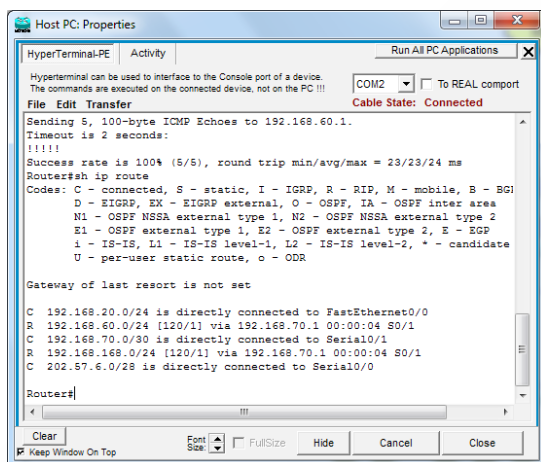 Host PC: Properties
HyperTerminal-PE Activity Run All PC Applications X
Hyperterminal can be used to interface to the Console port of a device.
The commands are executed on the connected device, not on the PC !!!
COM2 To REAL comport
File Edit Transfer Cable State: Connected
Sending 5, 100-byte ICMP Echoes to 192.168.60.1.
Timeout is 2 seconds:
!!!!!
Success rate is 100% (5/5), round trip min/avg/max = 23/23/24 ms
Router#sh ip route
Codes: C - connected, S - static, I - IGRP, R - RIP, M - mobile, B - BGI
D - EIGRP, EX - EIGRP external, O - OSPF, IA - OSPF inter area
N1 - OSPF NSSA external type 1, N2 - OSPF NSSA external type 2
E1 - OSPF external type 1, E2 - OSPF external type 2, E - EGP
i - IS-IS, L1 - IS-IS level-1, L2 - IS-IS level-2, * - candidate
U - per-user static route, o - ODR
Gateway of last resort is not set
C 192.168.20.0/24 is directly connected to FastEthernet0/0
R 192.168.60.0/24 [120/1] via 192.168.70.1 00:00:04 S0/1
C 192.168.70.0/30 is directly connected to Serial0/1
R 192.168.168.0/24 [120/1] via 192.168.70.1 00:00:04 S0/1
C 202.57.6.0/28 is directly connected to Serial0/0
Router#
Clear Font Size: FullSize Hide Cancel Close
Keep Window On Top